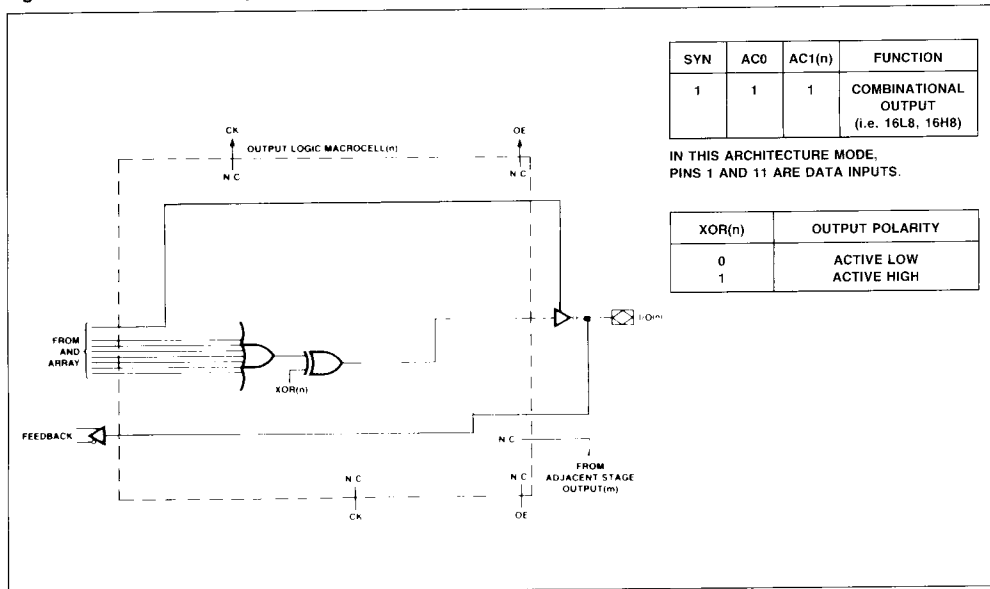 SYN AC0 AC1(n) FUNCTION
1 1 1 COMBINATIONAL
OUTPUT
(i.e. 16L8, 16H8)
IN THIS ARCHITECTURE MODE,
PINS 1 AND 11 ARE DATA INPUTS.
XOR(n) OUTPUT POLARITY
0 ACTIVE LOW
1 ACTIVE HIGH
CK
OE
OUTPUT LOGIC MACROCELL(n)
N C
N C
FROM
AND
ARRAY
XOR(n)
I/O(n)
FEEDBACK
N C
FROM
ADJACENT STAGE
OUTPUT(m)
N C
N C
CK
OE